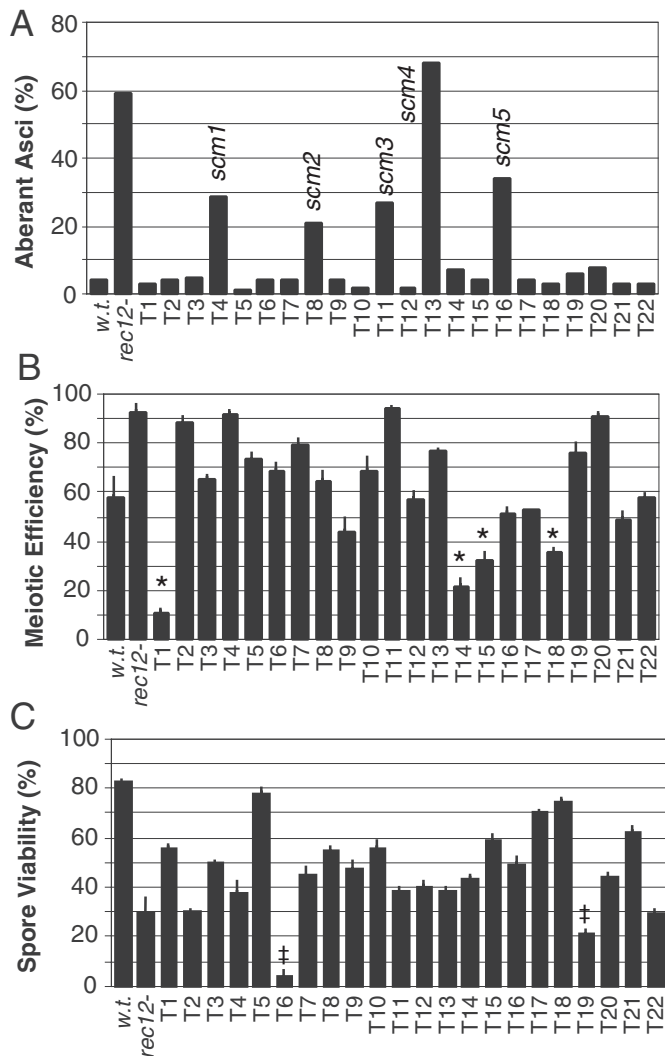 A
Aberant Asci (%)
80
60
40
20
0
scm1
scm2
scm3
scm4
scm5
w.t. rec12- T1 T2 T3 T4 T5 T6 T7 T8 T9 T10 T11 T12 T13 T14 T15 T16 T17 T18 T19 T20 T21 T22
B
Meiotic Efficiency (%)
100
80
60
40
20
0
* * * *
w.t. rec12- T1 T2 T3 T4 T5 T6 T7 T8 T9 T10 T11 T12 T13 T14 T15 T16 T17 T18 T19 T20 T21 T22
C
Spore Viability (%)
100
80
60
40
20
0
‡ ‡
w.t. rec12- T1 T2 T3 T4 T5 T6 T7 T8 T9 T10 T11 T12 T13 T14 T15 T16 T17 T18 T19 T20 T21 T22